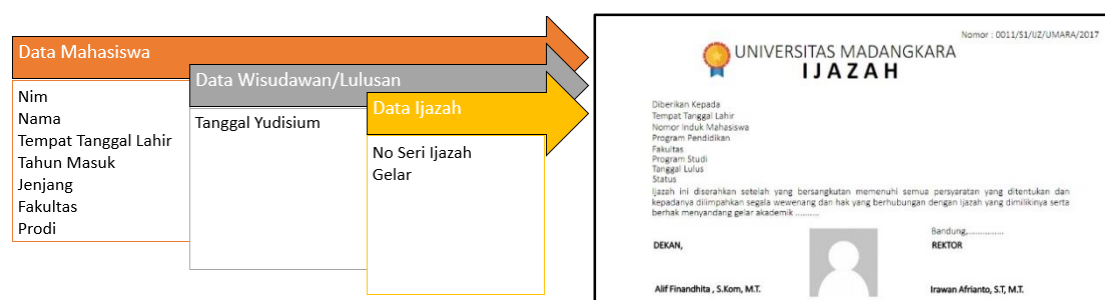 Data Mahasiswa
Nim
Nama
Tempat Tanggal Lahir
Tahun Masuk
Jenjang
Fakultas
Prodi
Data Wisudawan/Lulusan
Tanggal Yudisium
Data Ijazah
No Seri Ijazah
Gelar
Nomor : 0011/S1/IJZ/UMARA/2017
UNIVERSITAS MADANGKARA
IJAZAH
Diberikan Kepada
Tempat Tanggal Lahir
Nomor Induk Mahasiswa
Program Pendidikan
Fakultas
Program Studi
Tanggal Lulus
Status
Ijazah ini diserahkan setelah yang bersangkutan memenuhi semua persyaratan yang ditentukan dan
kepadanya dilimpahkan segala wewenang dan hak yang berhubungan dengan ijazah yang dimilikinya serta
berhak menyandang gelar akademik ..........
Bandung,...............
DEKAN,
REKTOR
Alif Finandhita , S.Kom, M.T.
Irawan Afrianto, S.T, M.T.